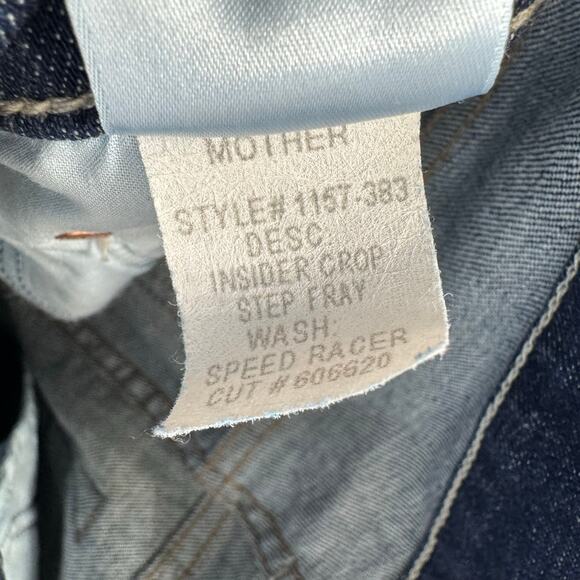 MOTHER
STYLE# 1157-383
DESC
INSIDER CROP
STEP FRAY
WASH:
SPEED RACER
CUT # 606620